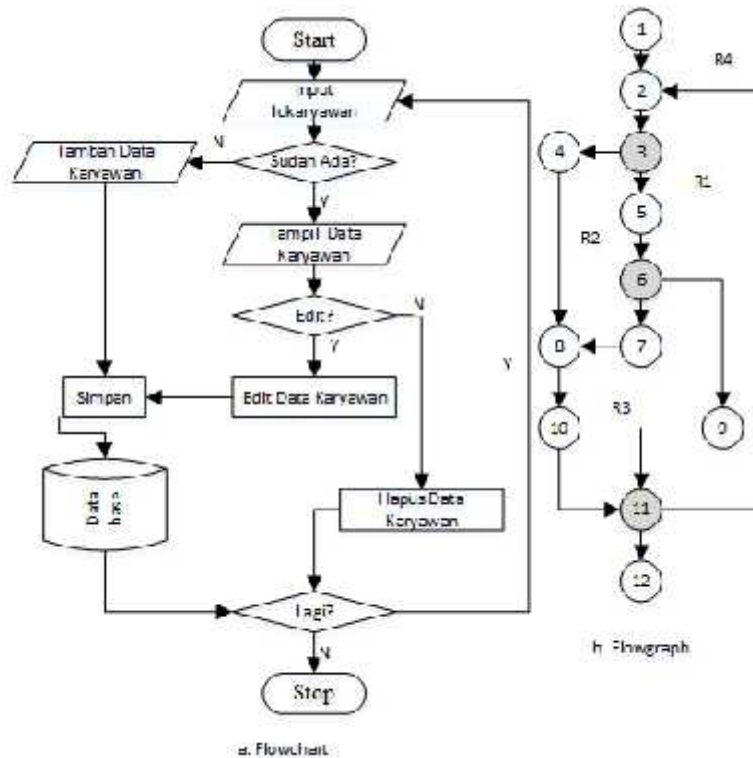 Start
Input
Idkaryawan
N
Sudah Ada?
Tambah Data
Karyawan
Y
Tampil Data
Karyawan
Edit?
N
Y
Edit Data Karyawan
Simpan
Data
base
Hapus Data
Karyawan
Y
Lagi?
N
Stop
a. Flowchart
1
R4
2
4
3
R1
5
R2
6
8
7
10
R3
9
11
12
b. Flowgraph